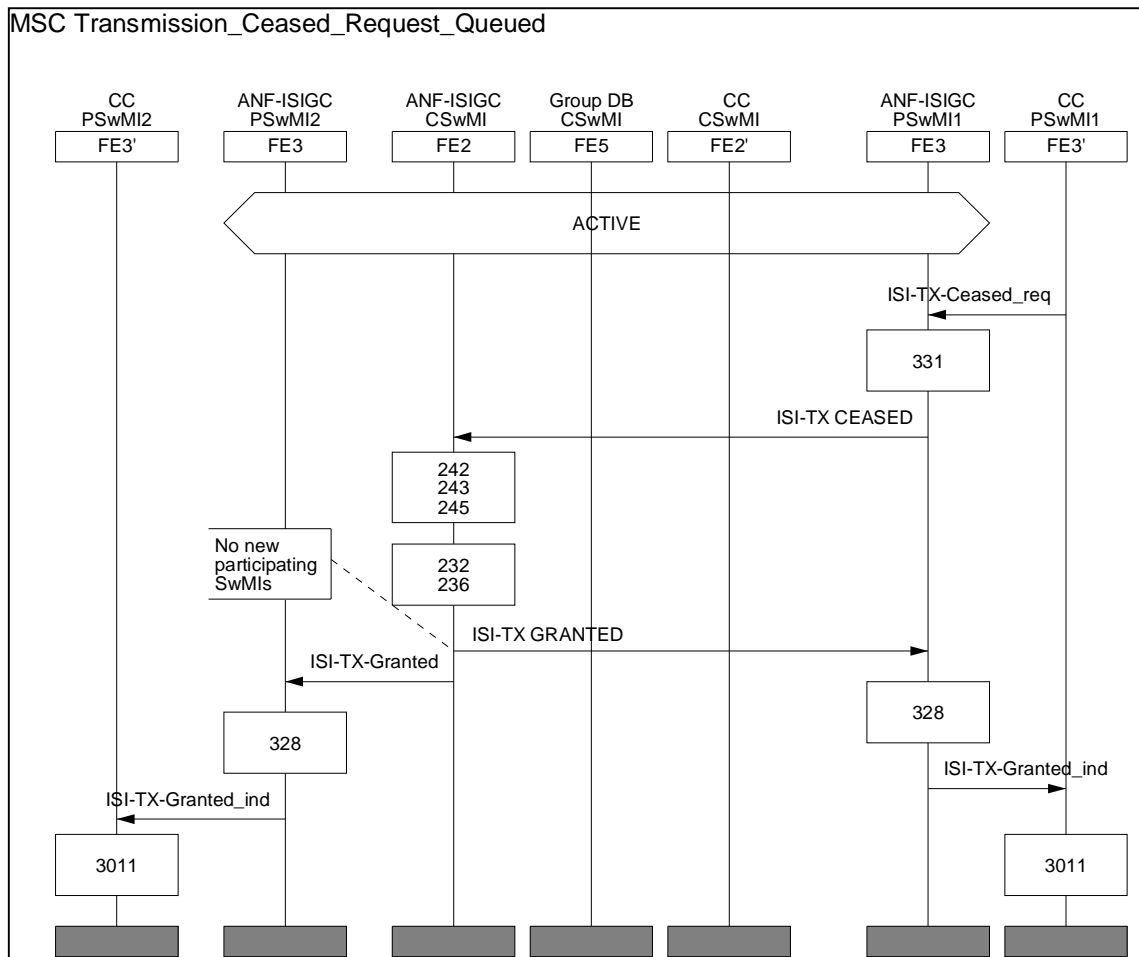 MSC Transmission_Ceased_Request_Queued
CC ANF-ISIGC ANF-ISIGC Group DB CC ANF-ISIGC CC
PSwMI2 PSwMI2 CSwMI CSwMI CSwMI PSwMI1 PSwMI1
FE3' FE3 FE2 FE5 FE2' FE3 FE3'
ACTIVE
ISI-TX-Ceased_req
331
ISI-TX CEASED
242
243
245
No new
participating
SwMIs
232
236
ISI-TX GRANTED
ISI-TX-Granted
328
328
ISI-TX-Granted_ind
ISI-TX-Granted_ind
3011
3011